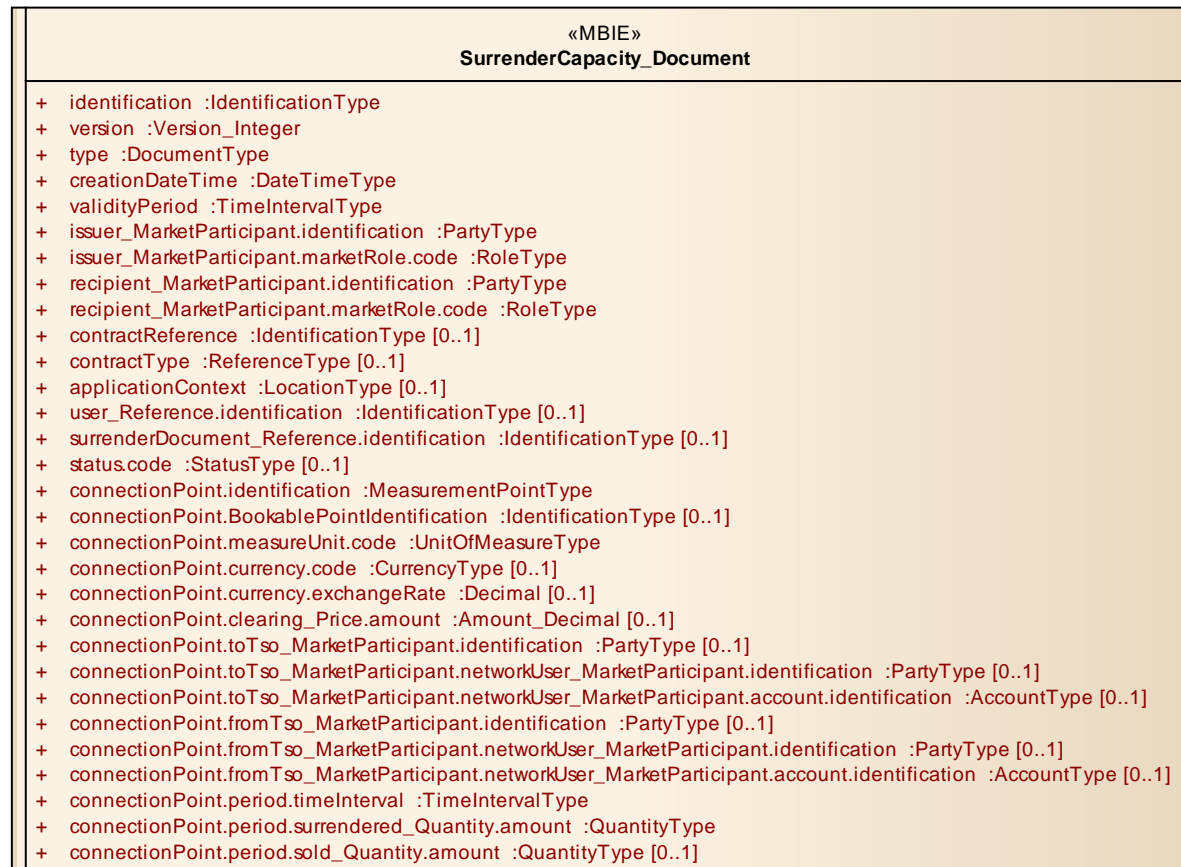 «MBIE»
SurrenderCapacity_Document
+ identification :IdentificationType
+ version :Version_Integer
+ type :DocumentType
+ creationDateTime :DateTimeType
+ validityPeriod :TimeIntervalType
+ issuer_MarketParticipant.identification :PartyType
+ issuer_MarketParticipant.marketRole.code :RoleType
+ recipient_MarketParticipant.identification :PartyType
+ recipient_MarketParticipant.marketRole.code :RoleType
+ contractReference :IdentificationType [0..1]
+ contractType :ReferenceType [0..1]
+ applicationContext :LocationType [0..1]
+ user_Reference.identification :IdentificationType [0..1]
+ surrenderDocument_Reference.identification :IdentificationType [0..1]
+ status.code :StatusType [0..1]
+ connectionPoint.identification :MeasurementPointType
+ connectionPoint.BookablePointIdentification :IdentificationType [0..1]
+ connectionPoint.measureUnit.code :UnitOfMeasureType
+ connectionPoint.currency.code :CurrencyType [0..1]
+ connectionPoint.currency.exchangeRate :Decimal [0..1]
+ connectionPoint.clearing_Price.amount :Amount_Decimal [0..1]
+ connectionPoint.toTso_MarketParticipant.identification :PartyType [0..1]
+ connectionPoint.toTso_MarketParticipant.networkUser_MarketParticipant.identification :PartyType [0..1]
+ connectionPoint.toTso_MarketParticipant.networkUser_MarketParticipant.account.identification :AccountType [0..1]
+ connectionPoint.fromTso_MarketParticipant.identification :PartyType [0..1]
+ connectionPoint.fromTso_MarketParticipant.networkUser_MarketParticipant.identification :PartyType [0..1]
+ connectionPoint.fromTso_MarketParticipant.networkUser_MarketParticipant.account.identification :AccountType [0..1]
+ connectionPoint.period.timeInterval :TimeIntervalType
+ connectionPoint.period.surrendered_Quantity.amount :QuantityType
+ connectionPoint.period.sold_Quantity.amount :QuantityType [0..1]